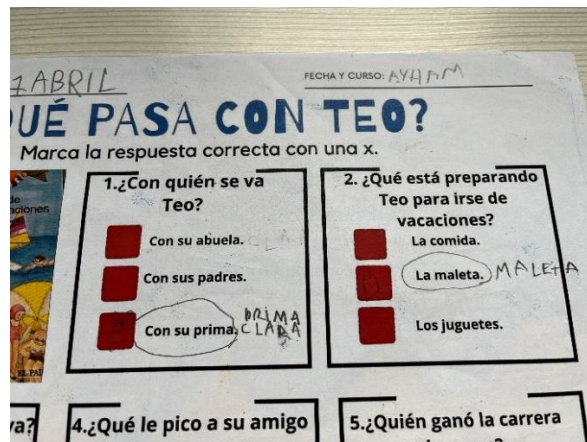 7 ABRIL
FECHA Y CURSO: AYHAM
UÉ PASA CON TEO?
Marca la respuesta correcta con una x.
1.¿Con quién se va
Teo?
Con su abuela.
Con sus padres.
Con su prima. PRIMA
CLARA
2. ¿Qué está preparando
Teo para irse de
vacaciones?
La comida.
La maleta. MALETA
Los juguetes.
va?
4.¿Qué le pico a su amigo
5.¿Quién ganó la carrera